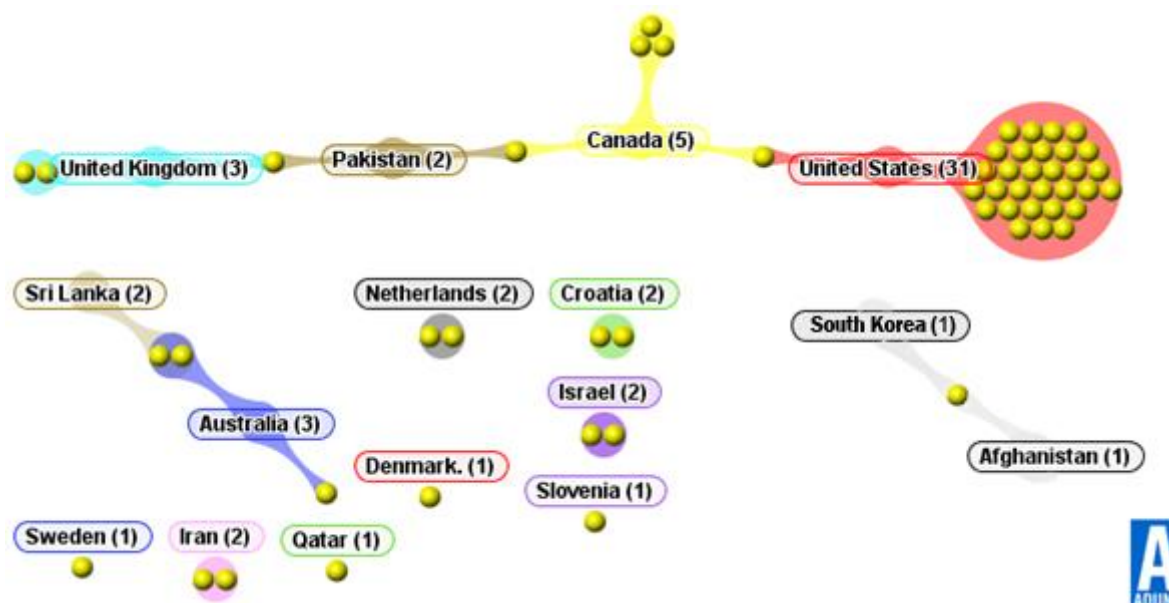 Canada (5)
United Kingdom (3)
Pakistan (2)
United States (31)
Sri Lanka (2)
Netherlands (2)
Croatia (2)
South Korea (1)
Israel (2)
Australia (3)
Denmark. (1)
Afghanistan (1)
Slovenia (1)
Sweden (1)
Iran (2)
Qatar (1)
A